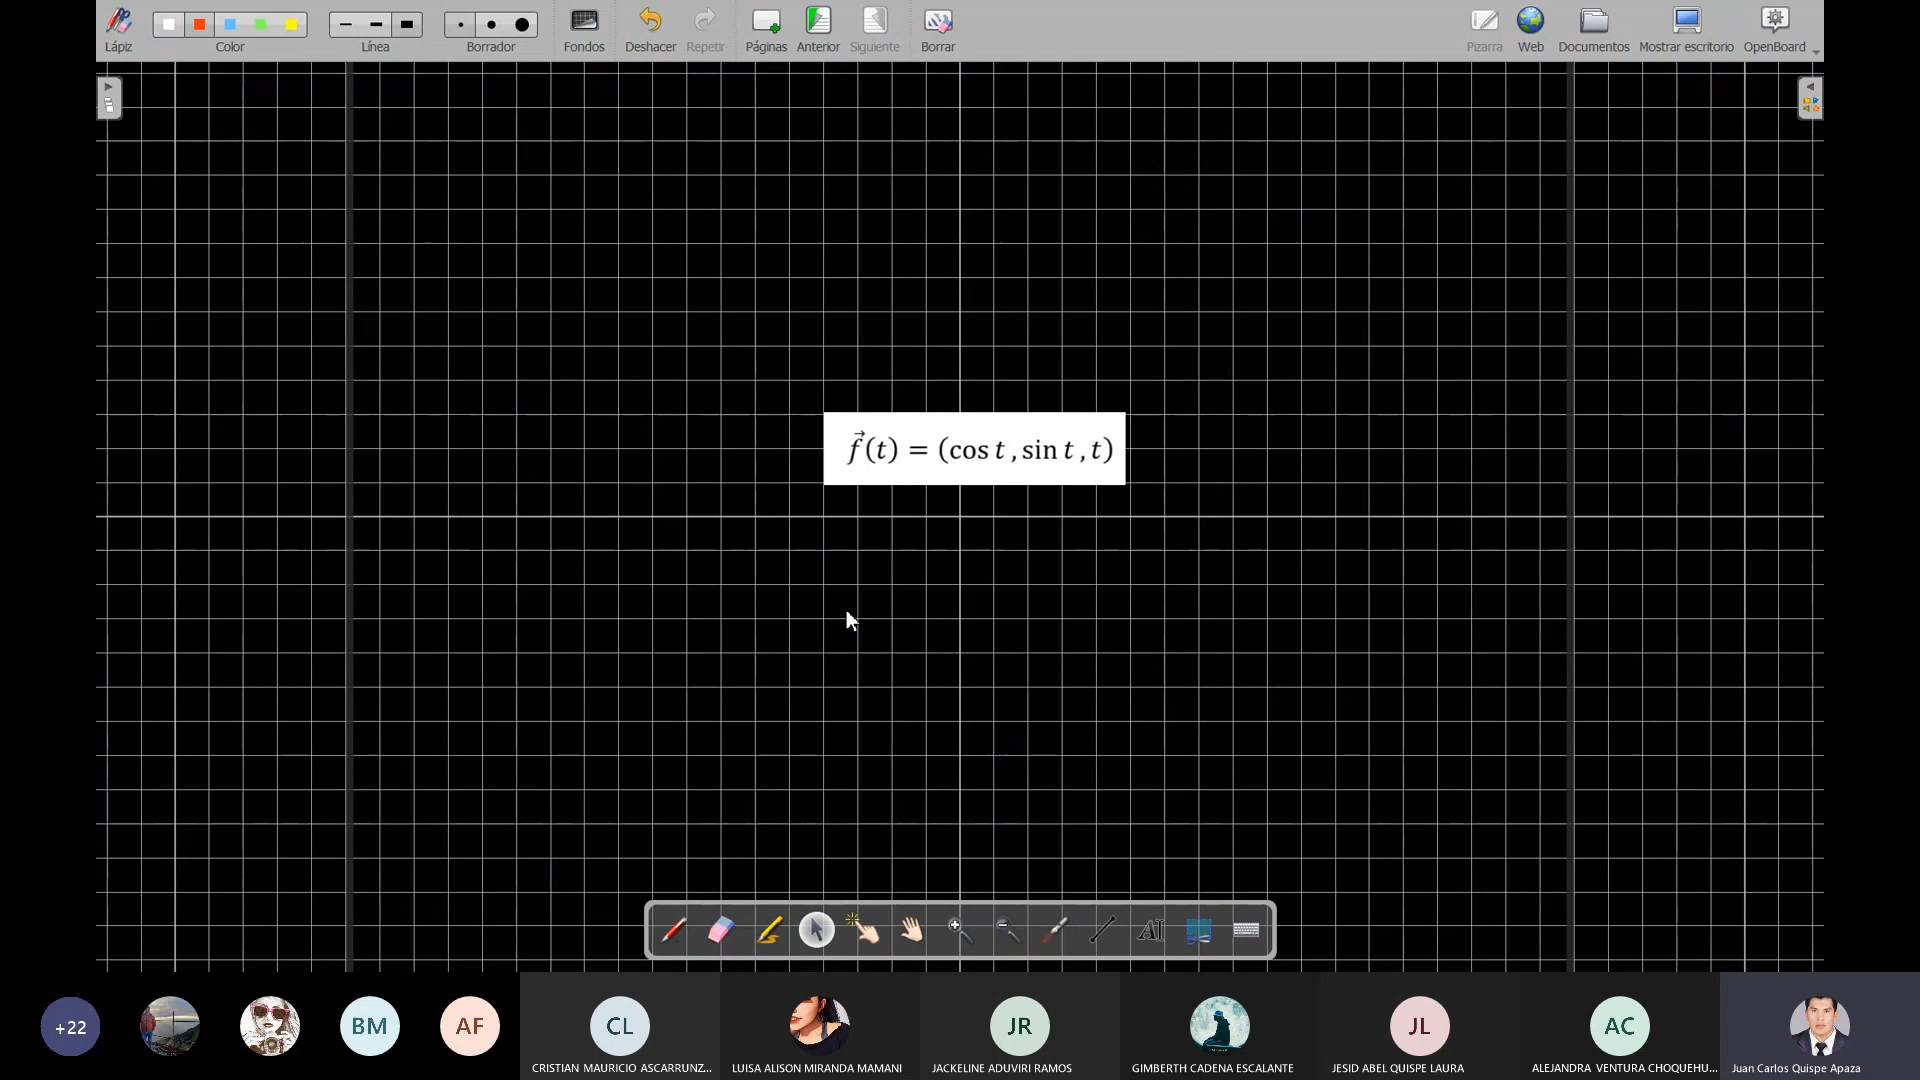 Lápiz
Color
Línea
Borrador
Fondos
Deshacer
Repetir
Páginas
Anterior
Siguiente
Borrar
Pizarra
Web
Documentos
Mostrar escritorio
OpenBoard
f⃗(t) = (cos t , sin t , t)
AI
+22
BM
AF
CL
JR
JL
AC
CRISTIAN MAURICIO ASCARRUNZ...
LUISA ALISON MIRANDA MAMANI
JACKELINE ADUVIRI RAMOS
GIMBERTH CADENA ESCALANTE
JESID ABEL QUISPE LAURA
ALEJANDRA VENTURA CHOQUEHU...
Juan Carlos Quispe Apaza